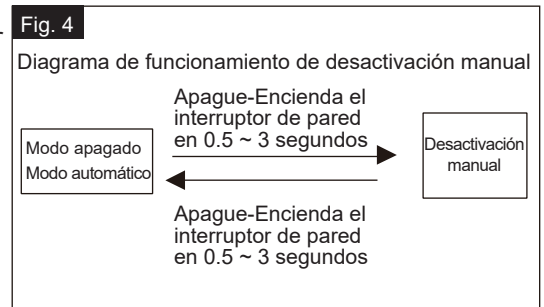 Fig. 4
Diagrama de funcionamiento de desactivación manual
Apague-Encienda el
interruptor de pared
en 0.5 ~ 3 segundos
Modo apagado
Modo automático
Desactivación
manual
Apague-Encienda el
interruptor de pared
en 0.5 ~ 3 segundos